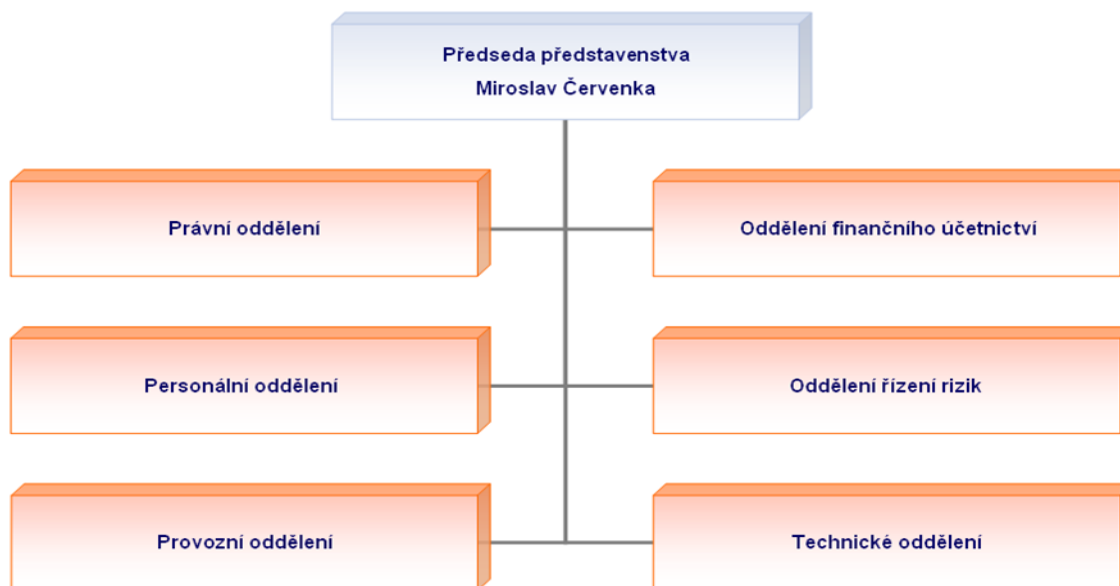 Předseda představenstva
Miroslav Červenka
Právní oddělení
Oddělení finančního účetnictví
Personální oddělení
Oddělení řízení rizik
Provozní oddělení
Technické oddělení